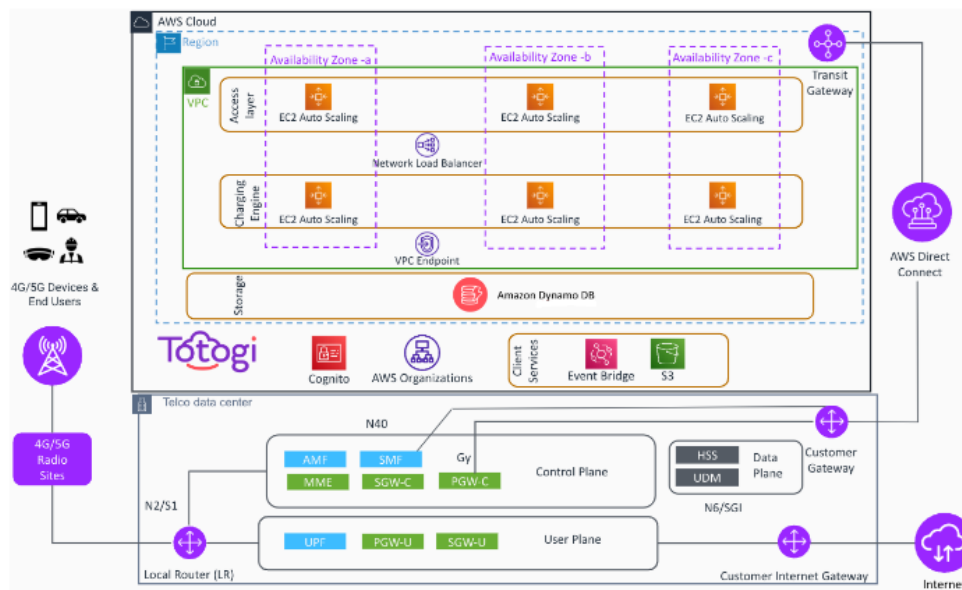 AWS Cloud
Region
Availability Zone -a
Availability Zone -b
Availability Zone -c
Transit
Gateway
VPC
Access
layer
EC2 Auto Scaling
EC2 Auto Scaling
EC2 Auto Scaling
Network Load Balancer
Charging
Engine
EC2 Auto Scaling
EC2 Auto Scaling
EC2 Auto Scaling
VPC Endpoint
AWS Direct
Connect
4G/5G Devices &
End Users
Storage
Amazon Dynamo DB
Totogi
Cognito
AWS Organizations
Client
Services
Event Bridge
S3
Telco data center
N40
4G/5G
Radio
Sites
AMF
SMF
Gy
MME
SGW-C
PGW-C
Control Plane
HSS
UDM
Data
Plane
Customer
Gateway
N2/S1
N6/SGI
UPF
PGW-U
SGW-U
User Plane
Local Router (LR)
Customer Internet Gateway
Internet